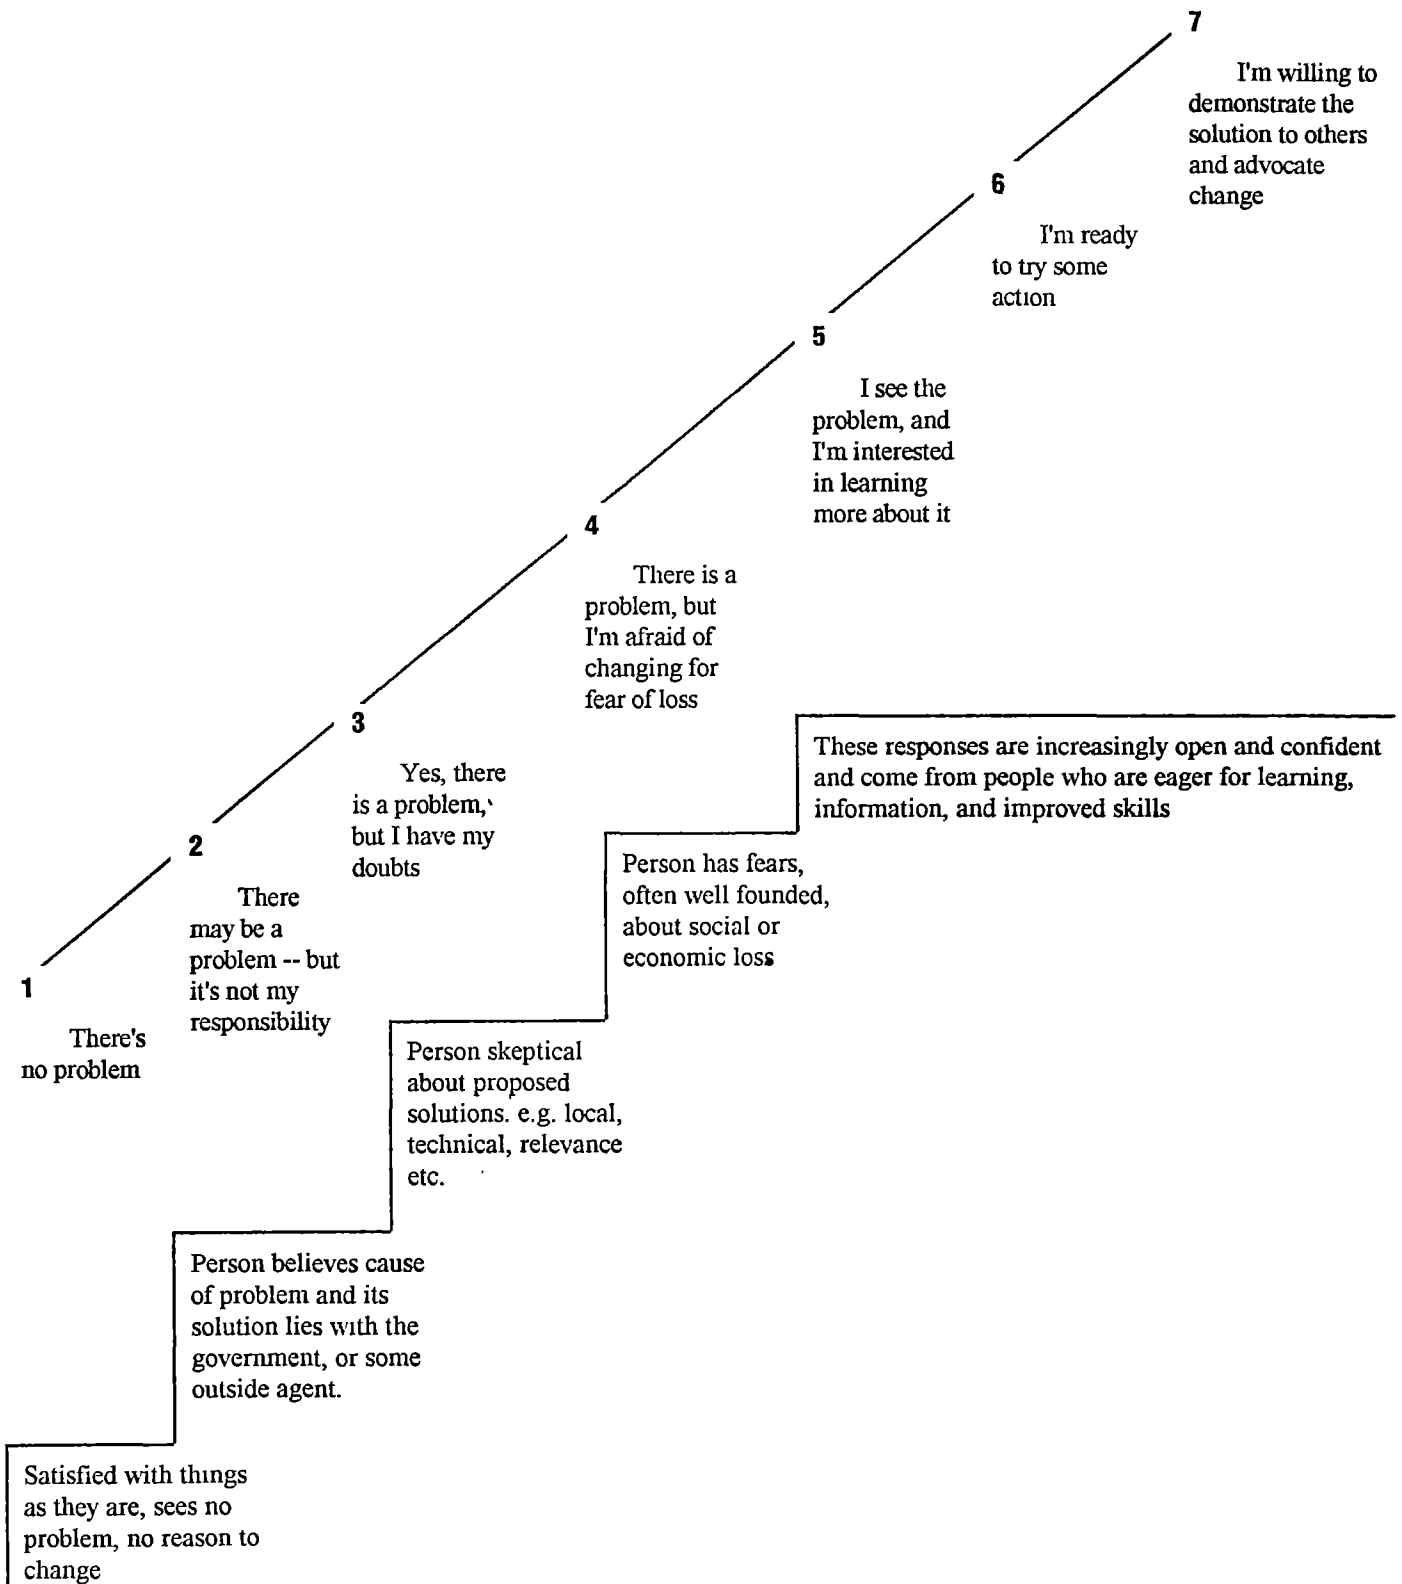 7
I'm willing to
demonstrate the
solution to others
and advocate
change
6
I'm ready
to try some
action
5
I see the
problem, and
I'm interested
in learning
more about it
4
There is a
problem, but
I'm afraid of
changing for
fear of loss
3
Yes, there
is a problem,
but I have my
doubts
2
There
may be a
problem -- but
it's not my
responsibility
1
There's
no problem
These responses are increasingly open and confident
and come from people who are eager for learning,
information, and improved skills
Person has fears,
often well founded,
about social or
economic loss
Person skeptical
about proposed
solutions. e.g. local,
technical, relevance
etc.
Person believes cause
of problem and its
solution lies with the
government, or some
outside agent.
Satisfied with things
as they are, sees no
problem, no reason to
change